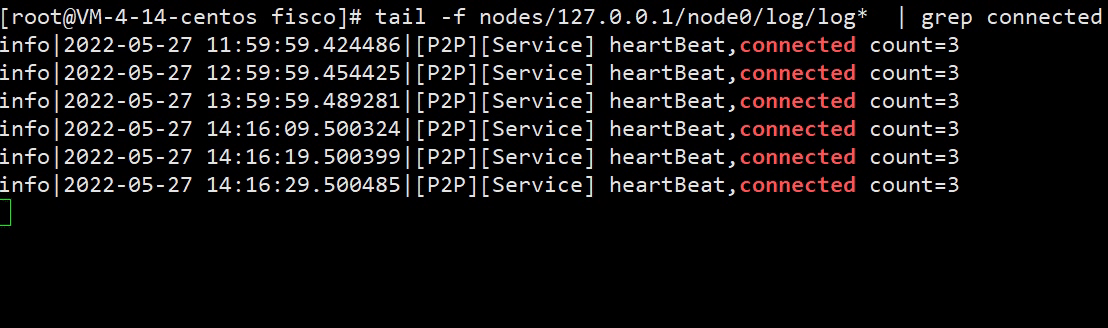 [root@VM-4-14-centos fisco]# tail -f nodes/127.0.0.1/node0/log/log*  | grep connected
info|2022-05-27 11:59:59.424486|[P2P][Service] heartBeat,connected count=3
info|2022-05-27 12:59:59.454425|[P2P][Service] heartBeat,connected count=3
info|2022-05-27 13:59:59.489281|[P2P][Service] heartBeat,connected count=3
info|2022-05-27 14:16:09.500324|[P2P][Service] heartBeat,connected count=3
info|2022-05-27 14:16:19.500399|[P2P][Service] heartBeat,connected count=3
info|2022-05-27 14:16:29.500485|[P2P][Service] heartBeat,connected count=3